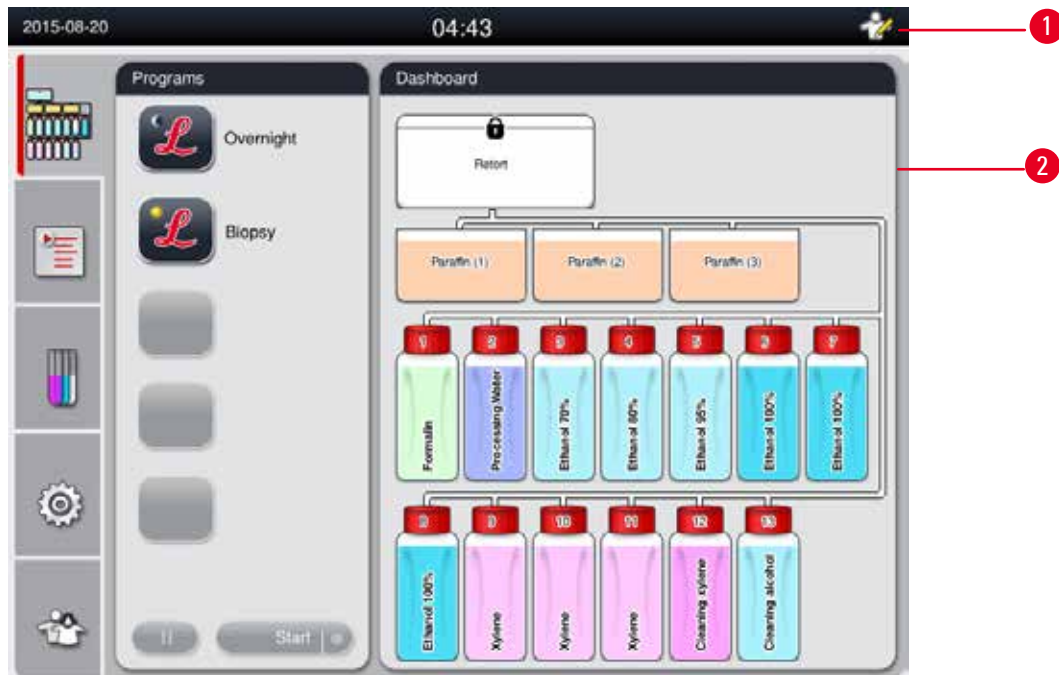 2015-08-20
04:43
1
Programs
Dashboard
L Overnight
L Biopsy
Start
Retort
2
Paraffin (1) Paraffin (2) Paraffin (3)
1 2 3 4 5 6 7
Formalin
Processing Water
Ethanol 70%
Ethanol 80%
Ethanol 95%
Ethanol 100%
Ethanol 100%
8 9 10 11 12 13
Ethanol 100%
Xylene
Xylene
Xylene
Cleaning xylene
Cleaning alcohol